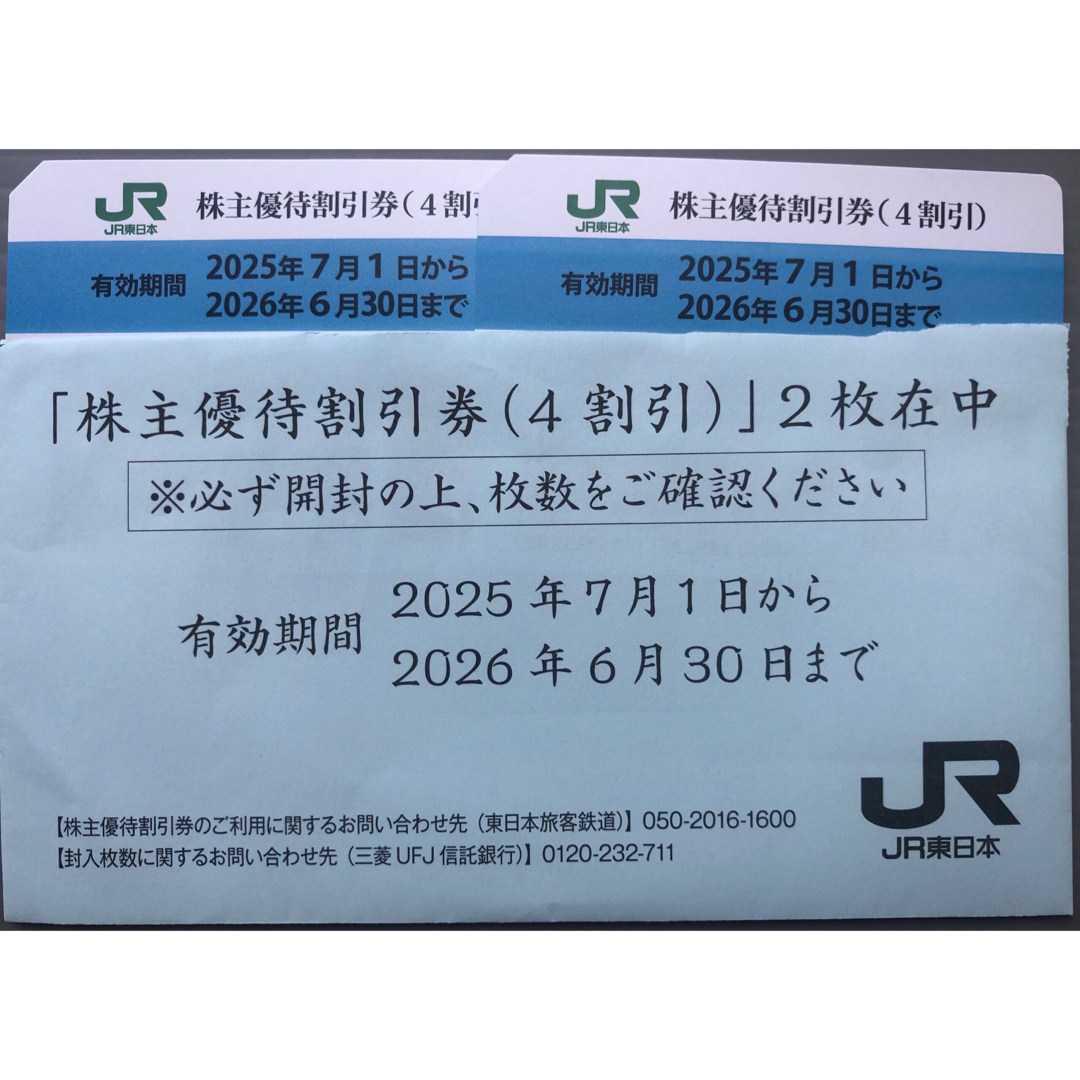 JR
JR東日本
株主優待割引券(４割
有効期間
2025年７月１日から
2026年６月30日まで
JR
JR東日本
株主優待割引券(４割引)
有効期間
2025年７月１日から
2026年６月30日まで
「株主優待割引券(４割引)」２枚在中
※必ず開封の上、枚数をご確認ください
有効期間
2025年７月１日から
2026年６月30日まで
JR
JR東日本
【株主優待割引券のご利用に関するお問い合わせ先（東日本旅客鉄道）】050-2016-1600
【封入枚数に関するお問い合わせ先（三菱UFJ信託銀行）】0120-232-711